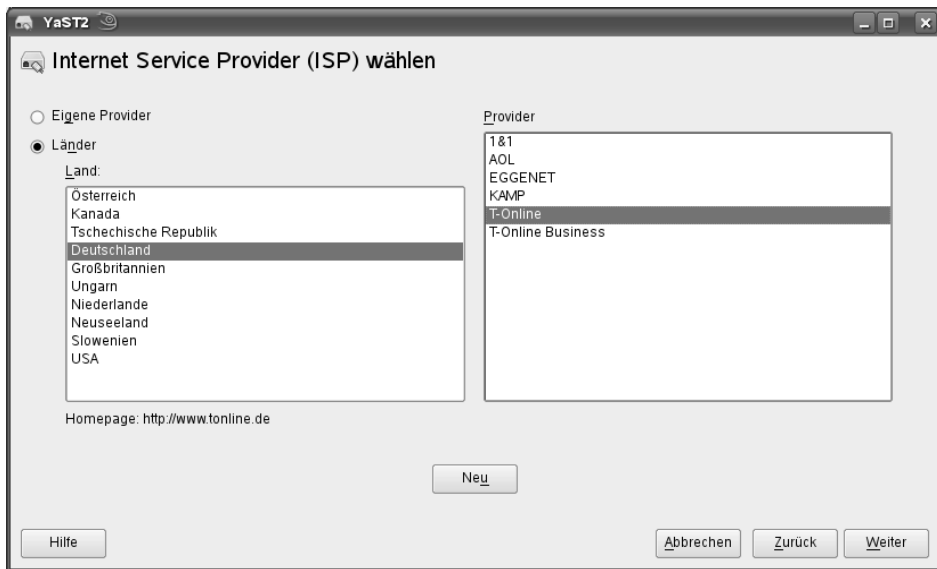 YaST2
Internet Service Provider (ISP) wählen
Eigene Provider
Länder
Land:
Österreich
Kanada
Tschechische Republik
Deutschland
Großbritannien
Ungarn
Niederlande
Neuseeland
Slowenien
USA
Homepage: http://www.tonline.de
Provider
1&1
AOL
EGGENET
KAMP
T-Online
T-Online Business
Neu
Hilfe
Abbrechen
Zurück
Weiter